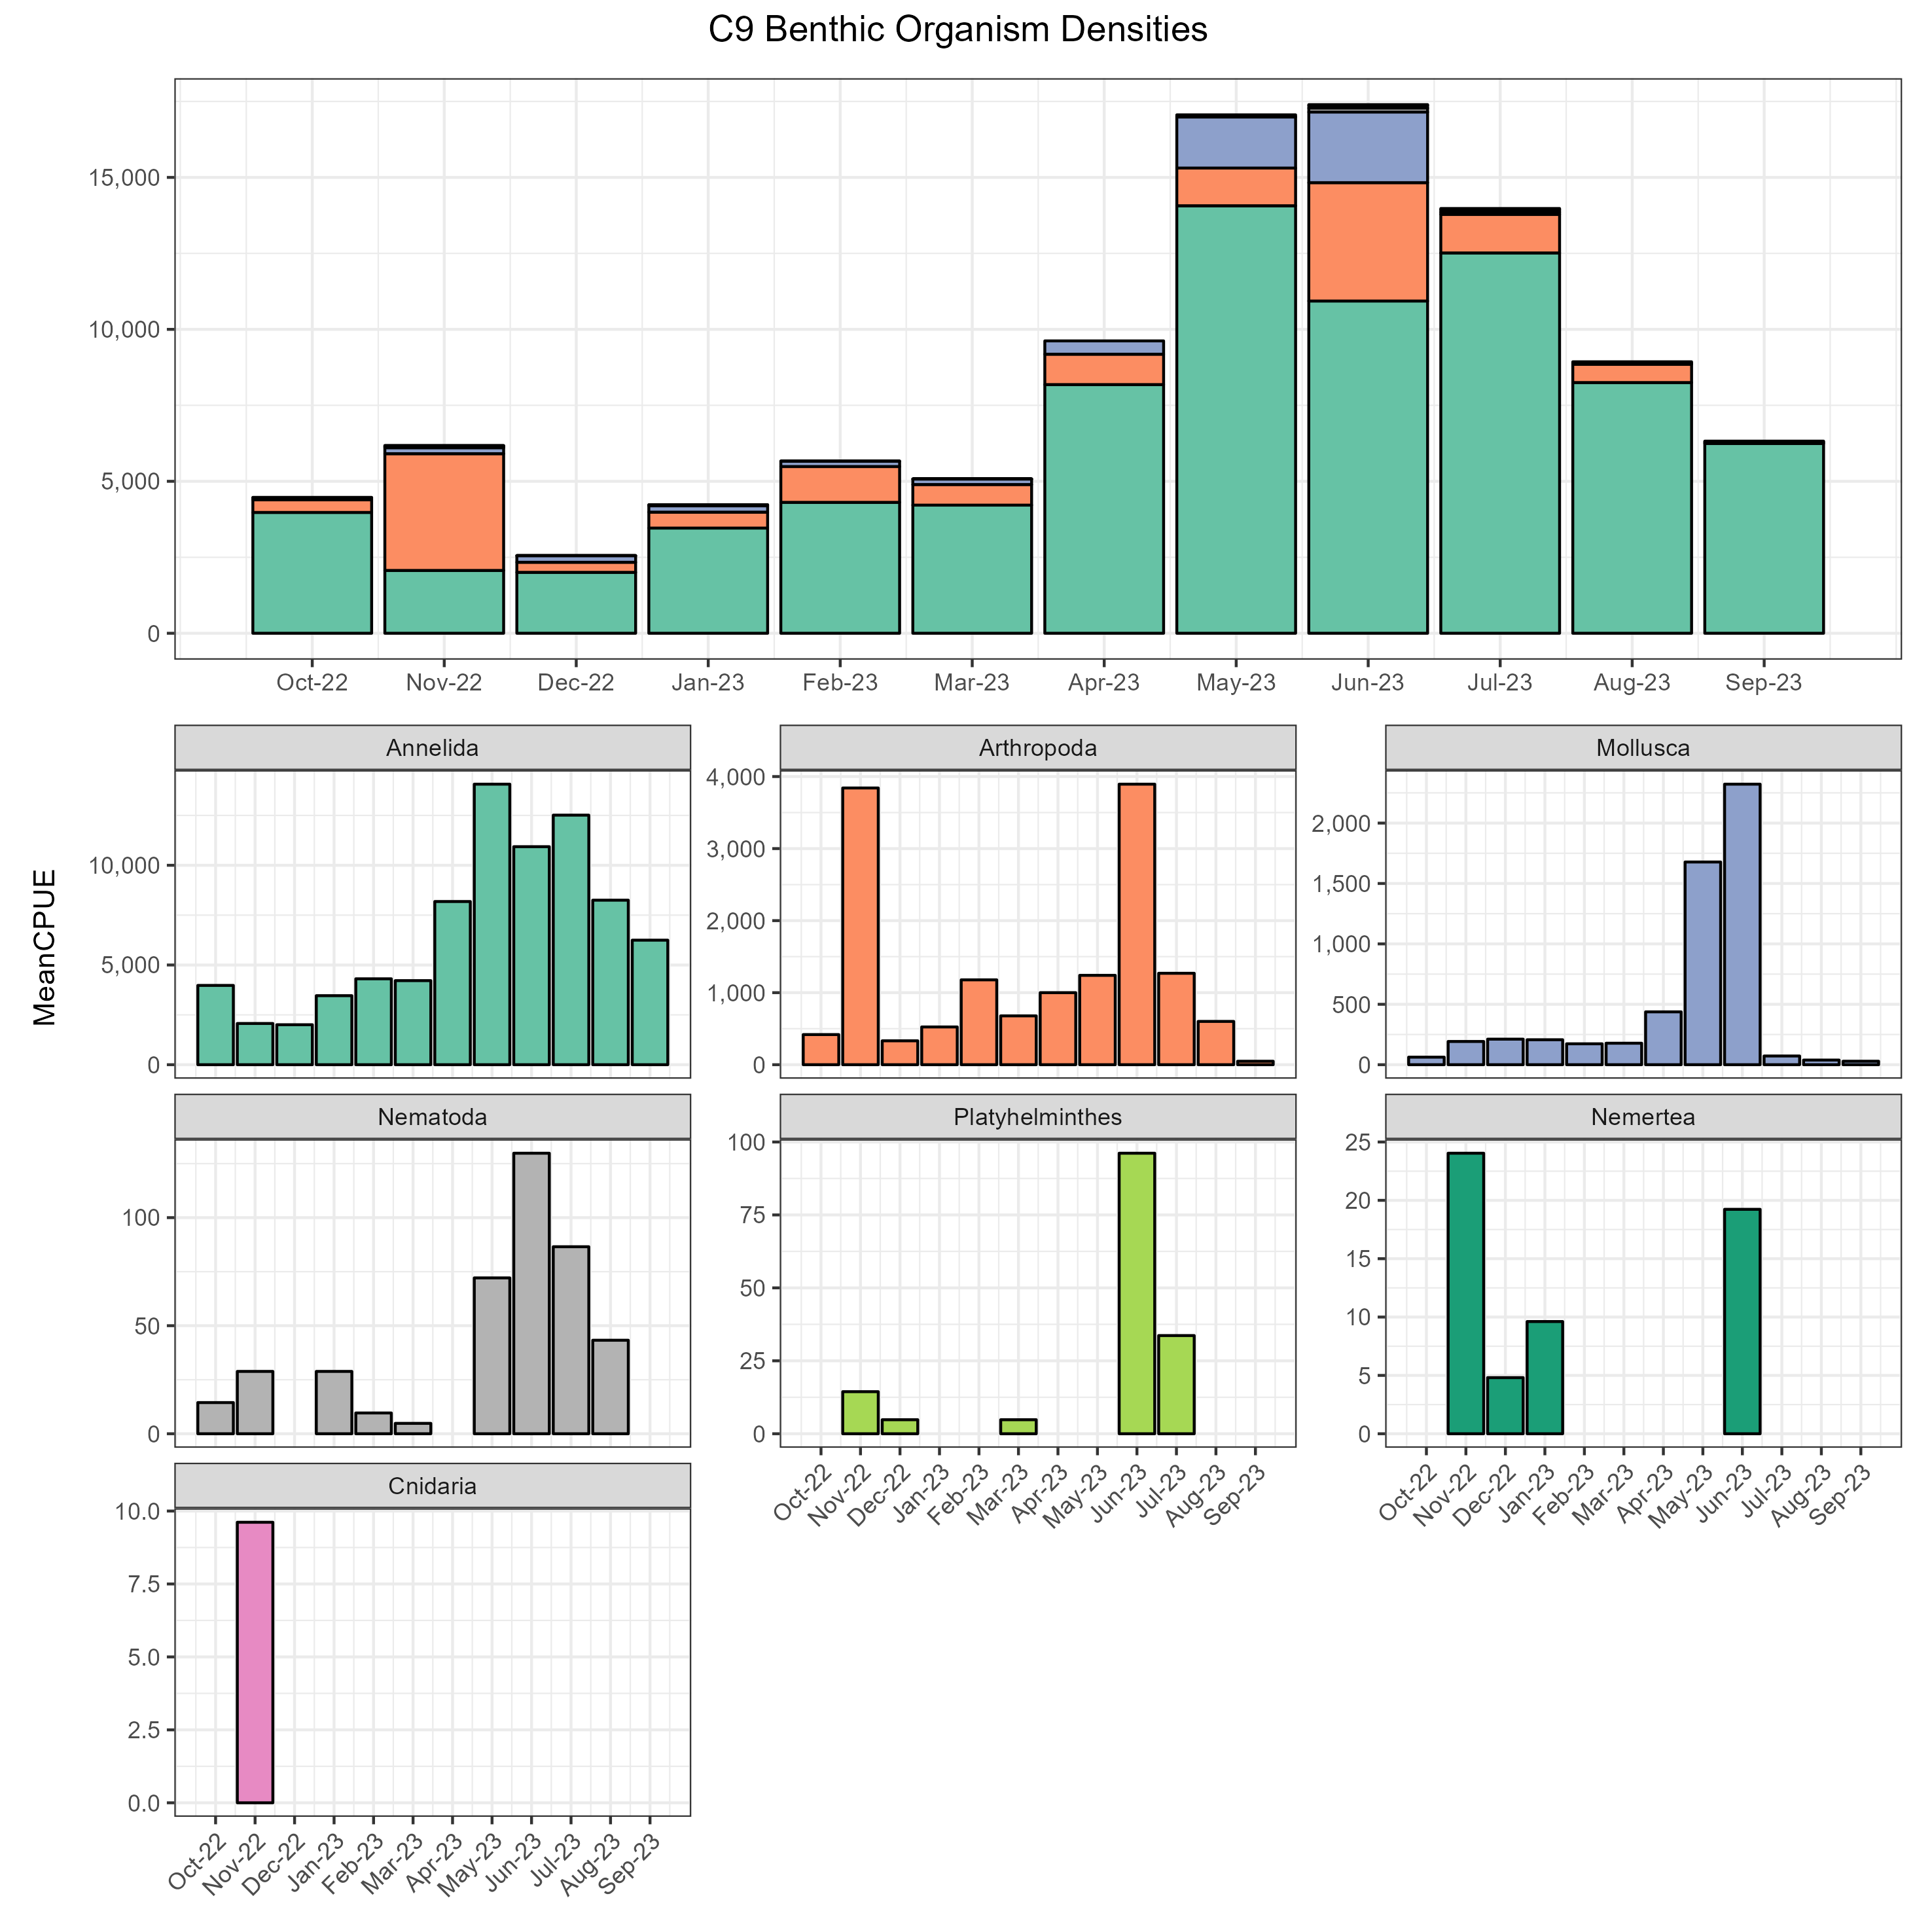 C9 Benthic Organism Densities
15,000
10,000
5,000
0
Oct-22 Nov-22 Dec-22 Jan-23 Feb-23 Mar-23 Apr-23 May-23 Jun-23 Jul-23 Aug-23 Sep-23
MeanCPUE
Annelida
10,000
5,000
0
Arthropoda
4,000
3,000
2,000
1,000
0
Mollusca
2,000
1,500
1,000
500
0
Nematoda
100
50
0
Platyhelminthes
100
75
50
25
0
Oct-22 Nov-22 Dec-22 Jan-23 Feb-23 Mar-23 Apr-23 May-23 Jun-23 Jul-23 Aug-23 Sep-23
Nemertea
25
20
15
10
5
0
Oct-22 Nov-22 Dec-22 Jan-23 Feb-23 Mar-23 Apr-23 May-23 Jun-23 Jul-23 Aug-23 Sep-23
Cnidaria
10.0
7.5
5.0
2.5
0.0
Oct-22 Nov-22 Dec-22 Jan-23 Feb-23 Mar-23 Apr-23 May-23 Jun-23 Jul-23 Aug-23 Sep-23